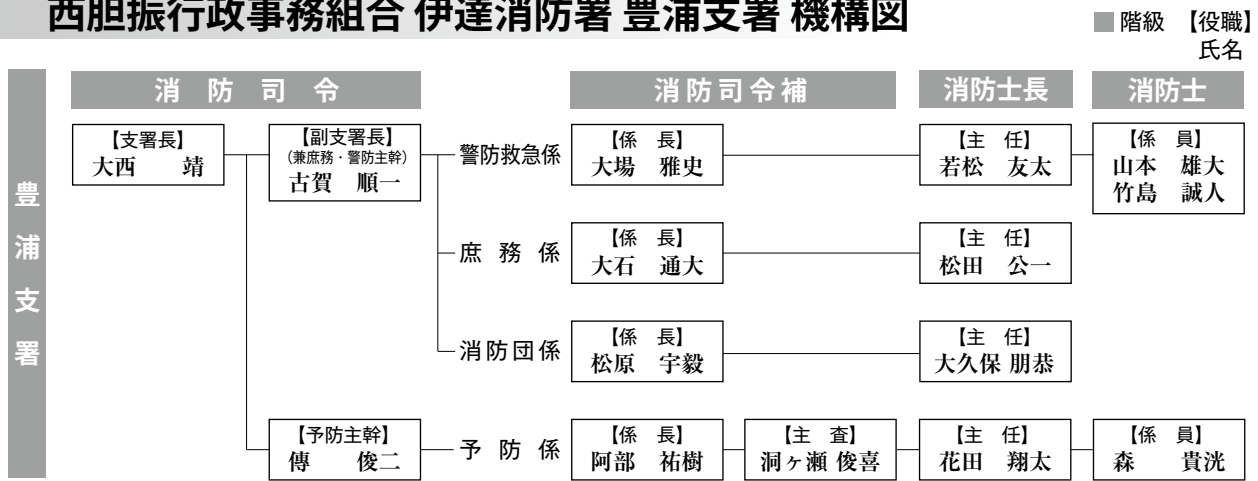 西胆振行政事務組合 伊達消防署 豊浦支署 機構図
■階級 【役職】
氏名
豊浦支署
消防司令
消防司令補
消防士長
消防士
【支署長】
大西 靖
【副支署長】
（兼庶務・警防主幹）
古賀 順一
警防救急係
【係 長】
大場 雅史
【主 任】
若松 友太
【係 員】
山本 雄大
竹島 誠人
庶務係
【係 長】
大石 通大
【主 任】
松田 公一
消防団係
【係 長】
松原 宇毅
【主 任】
大久保 朋恭
【予防主幹】
傳 俊二
予防係
【係 長】
阿部 祐樹
【主 査】
洞ヶ瀬 俊喜
【主 任】
花田 翔太
【係 員】
森 貴洸